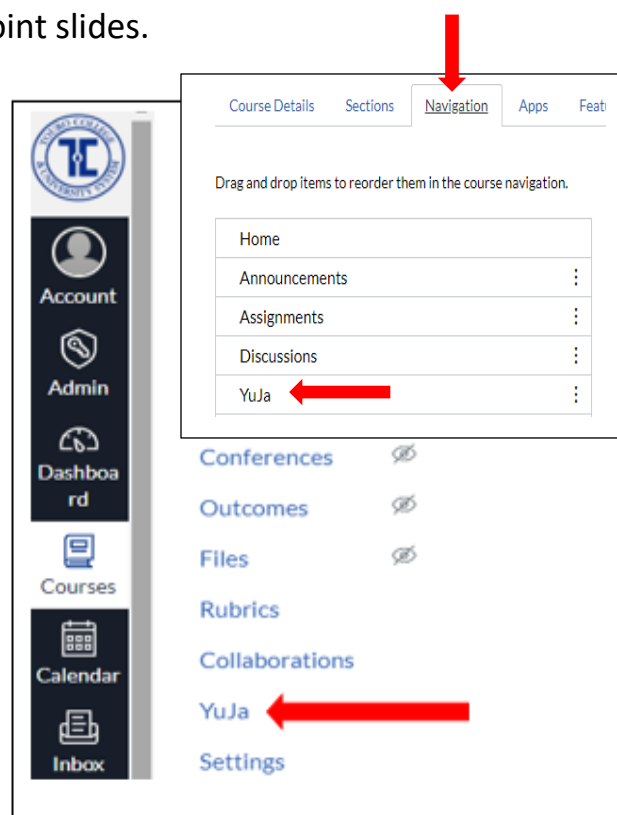 oint slides.
Course Details Sections Navigation Apps Feat
Drag and drop items to reorder them in the course navigation.
Home
Announcements
Assignments
Discussions
YuJa
TC
Account
Admin
Dashboa
rd
Courses
Calendar
Inbox
Conferences
Outcomes
Files
Rubrics
Collaborations
YuJa
Settings